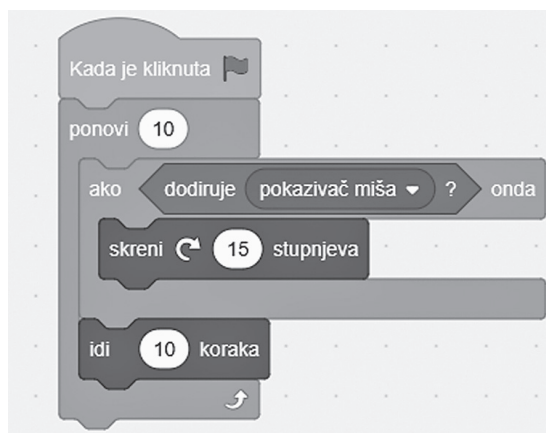 Kada je kliknuta
ponovi 10
ako dodiruje pokazivač miša ? onda
skreni 15 stupnjeva
idi 10 koraka